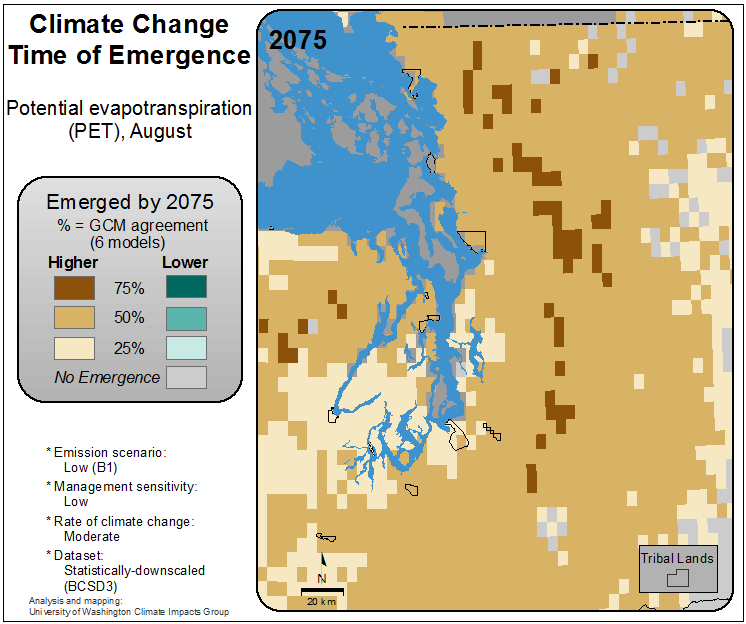 Climate Change
Time of Emergence
Potential evapotranspiration
(PET), August
Emerged by 2075
% = GCM agreement
(6 models)
Higher Lower
75%
50%
25%
No Emergence
* Emission scenario:
Low (B1)
* Management sensitivity:
Low
* Rate of climate change:
Moderate
* Dataset:
Statistically-downscaled
(BCSD3)
Analysis and mapping:
University of Washington Climate Impacts Group
2075
N
20 km
Tribal Lands